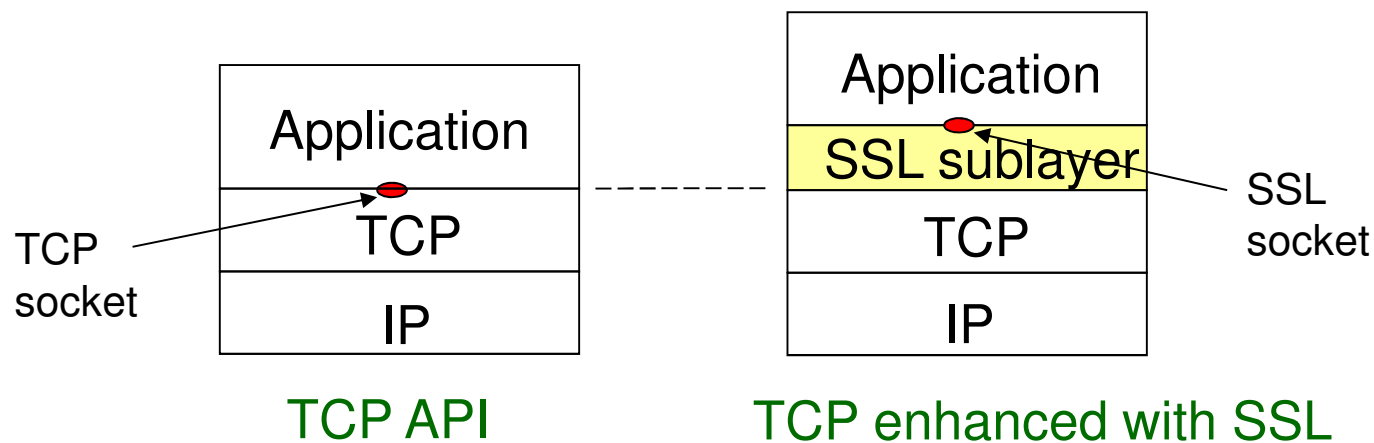 Application
TCP
IP
TCP
socket
TCP API
Application
SSL sublayer
TCP
IP
SSL
socket
TCP enhanced with SSL